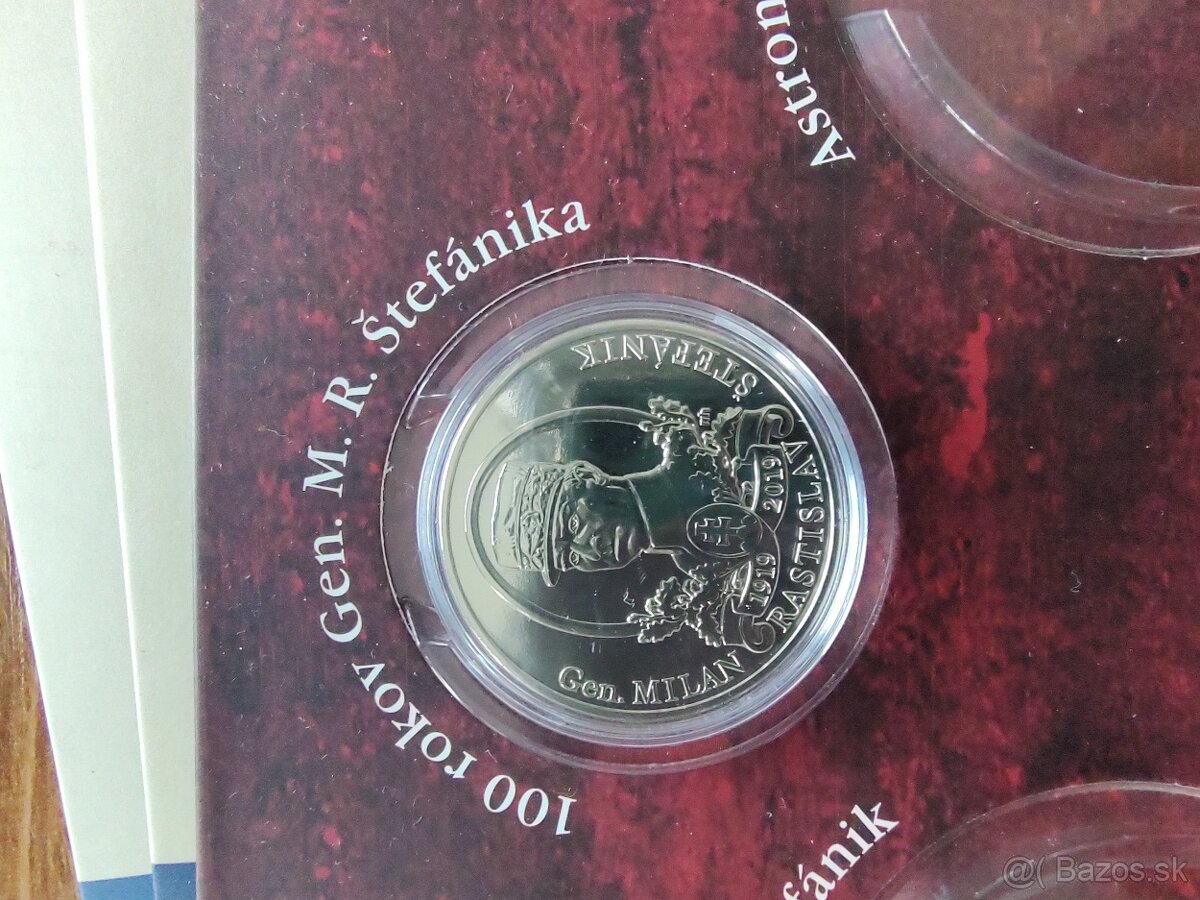 100 rokov Gen. M. R. Štefánika
Gen. MILAN RASTISLAV ŠTEFÁNIK
1919 2019
Astron
fánik
@( Bazos.sk